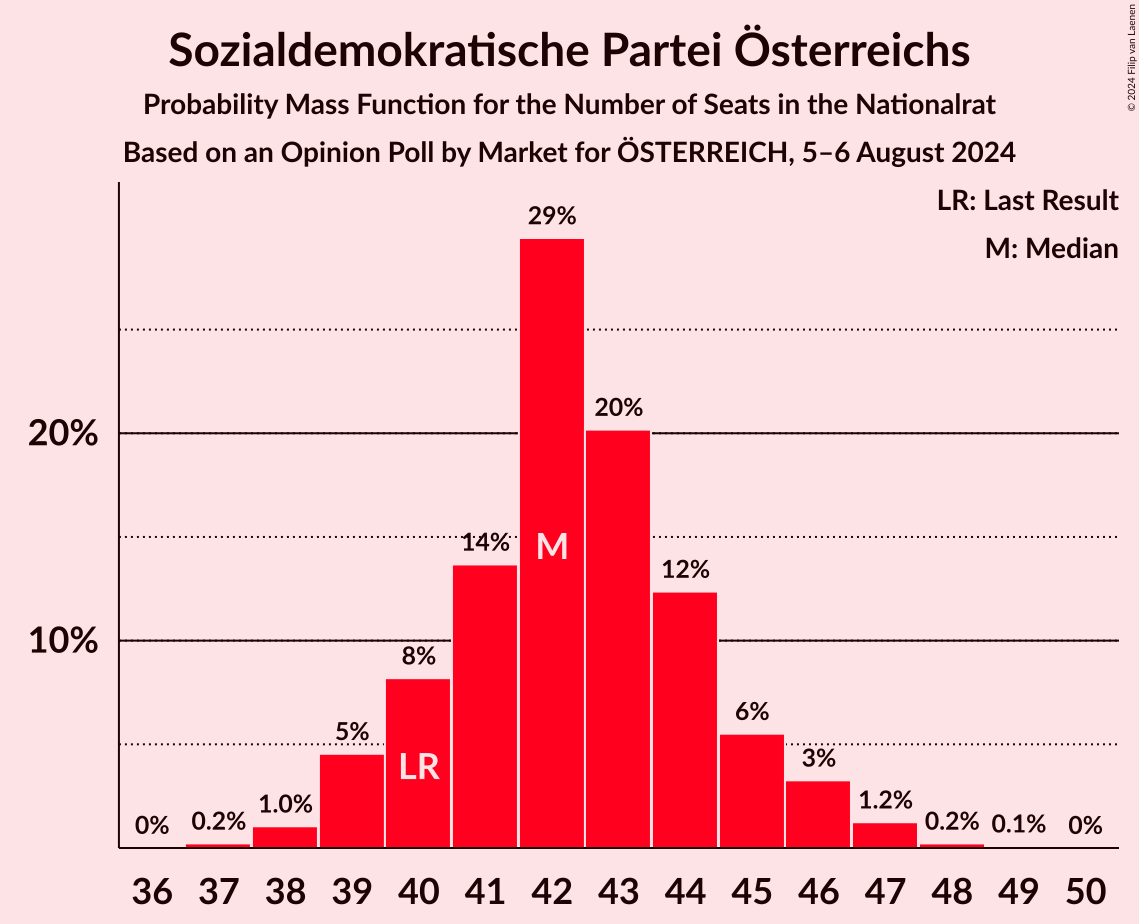 Sozialdemokratische Partei Österreichs
Probability Mass Function for the Number of Seats in the Nationalrat
Based on an Opinion Poll by Market for ÖSTERREICH, 5–6 August 2024
© 2024 Filip van Laenen
LR: Last Result
M: Median
20%
10%
0%
0.2%
1.0%
5%
8%
14%
29%
20%
12%
6%
3%
1.2%
0.2%
0.1%
0%
LR
M
36 37 38 39 40 41 42 43 44 45 46 47 48 49 50